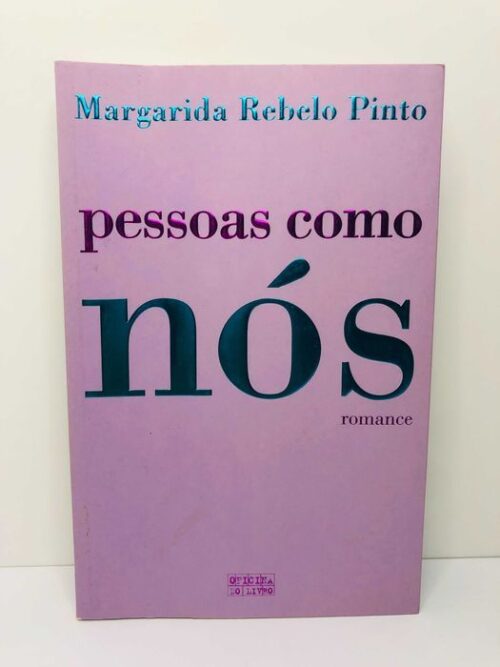 Margarida Rebelo Pinto
pessoas como
nós
romance
OFICINA
DO LIVRO